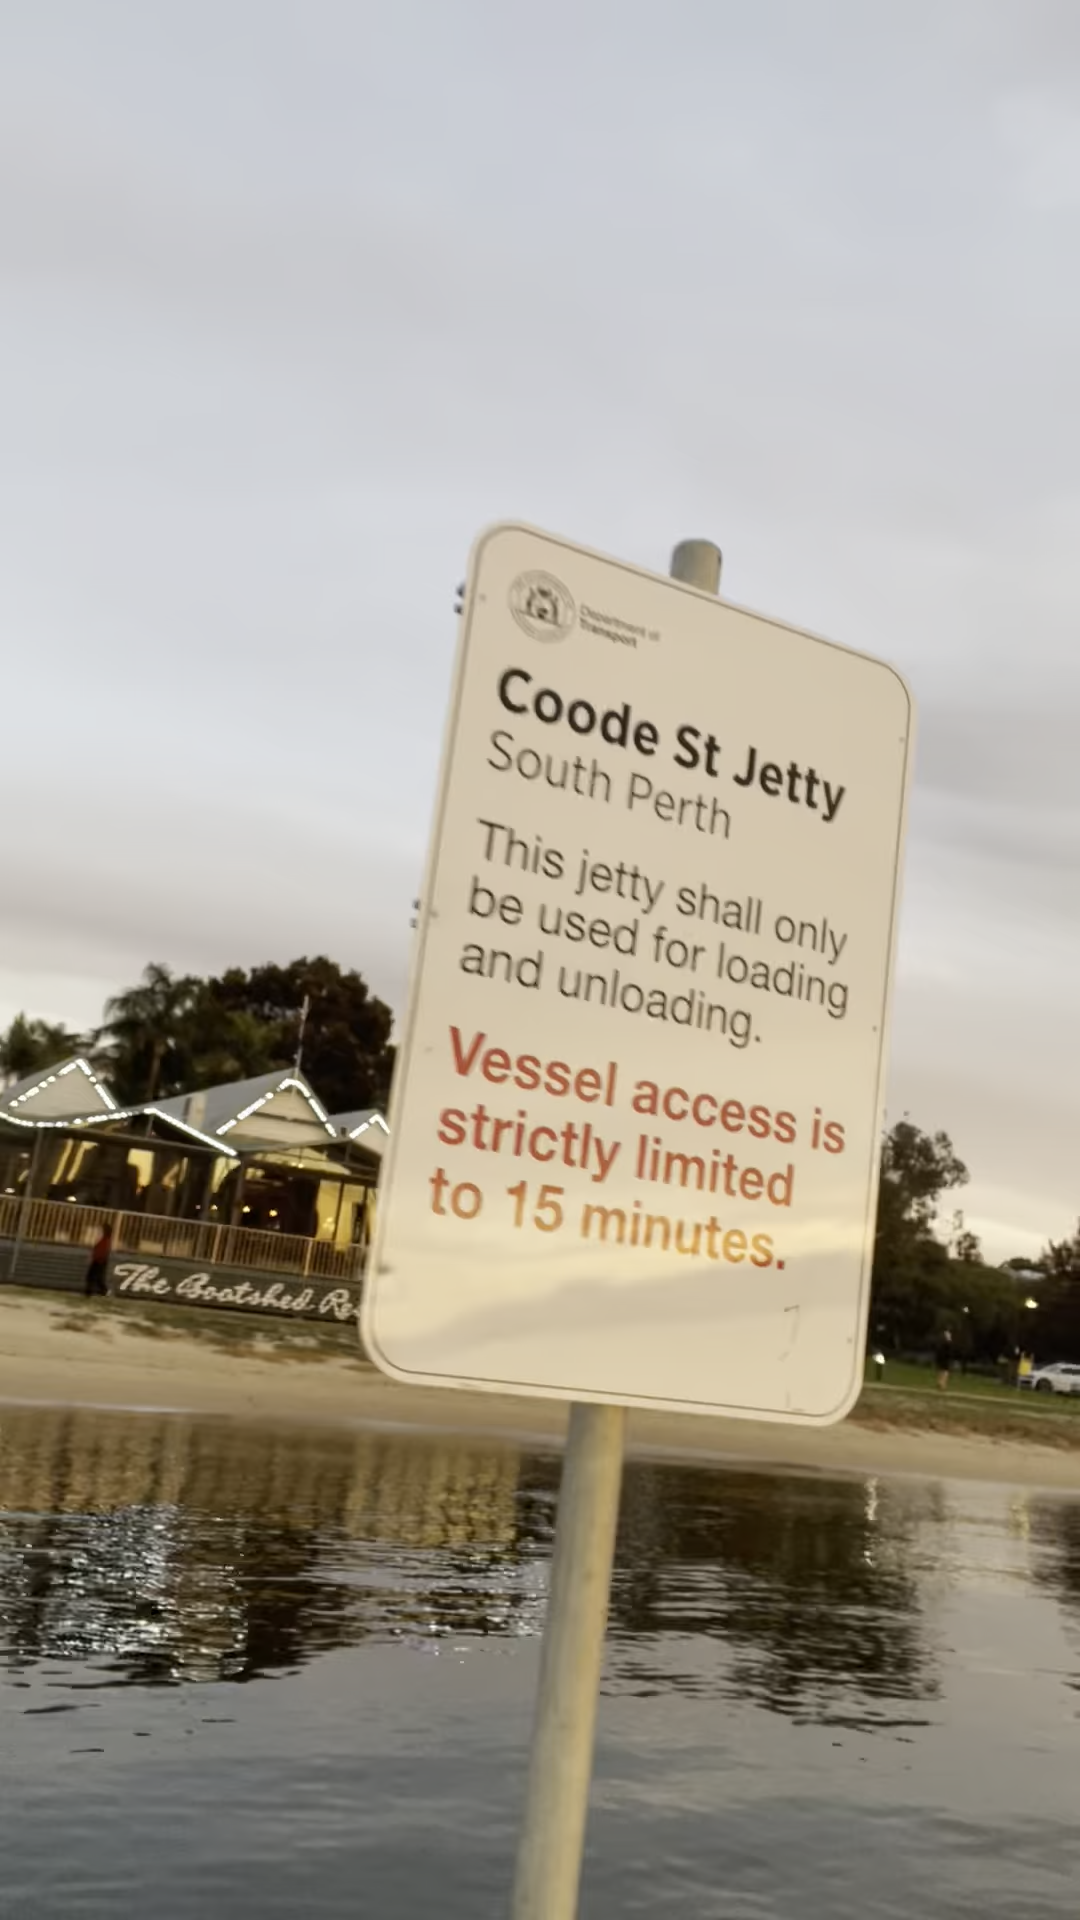 Department of
Transport
Coode St Jetty
South Perth
This jetty shall only
be used for loading
and unloading.
Vessel access is
strictly limited
to 15 minutes.
The Boatshed Re